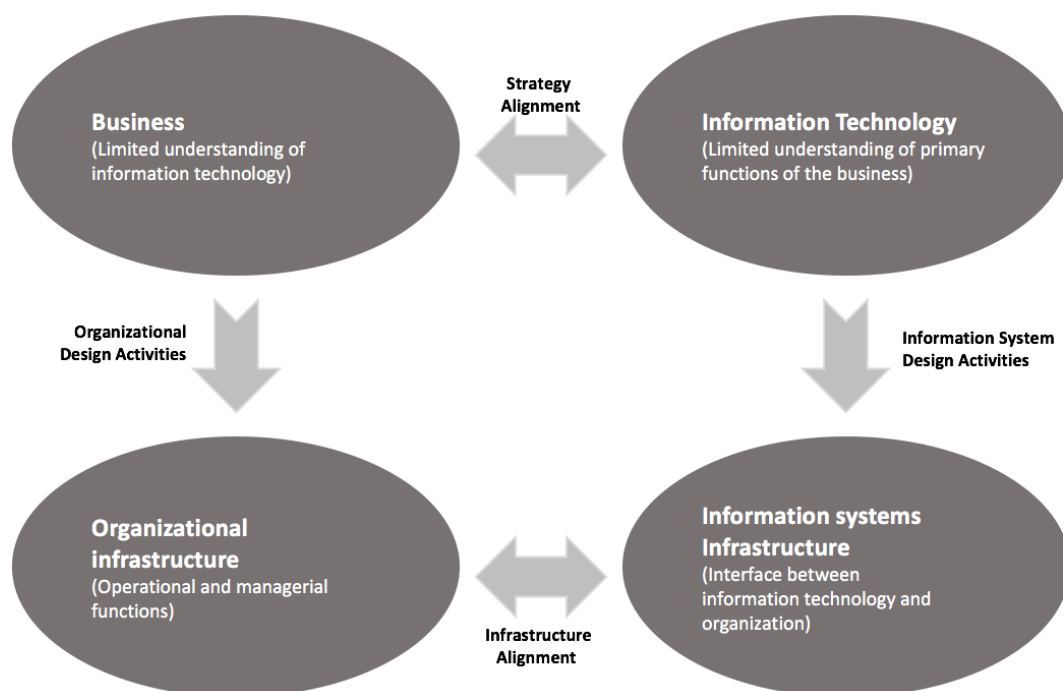 Business
(Limited understanding of
information technology)
Strategy
Alignment
Information Technology
(Limited understanding of primary
functions of the business)
Organizational
Design Activities
Information System
Design Activities
Organizational
infrastructure
(Operational and managerial
functions)
Infrastructure
Alignment
Information systems
Infrastructure
(Interface between
information technology and
organization)